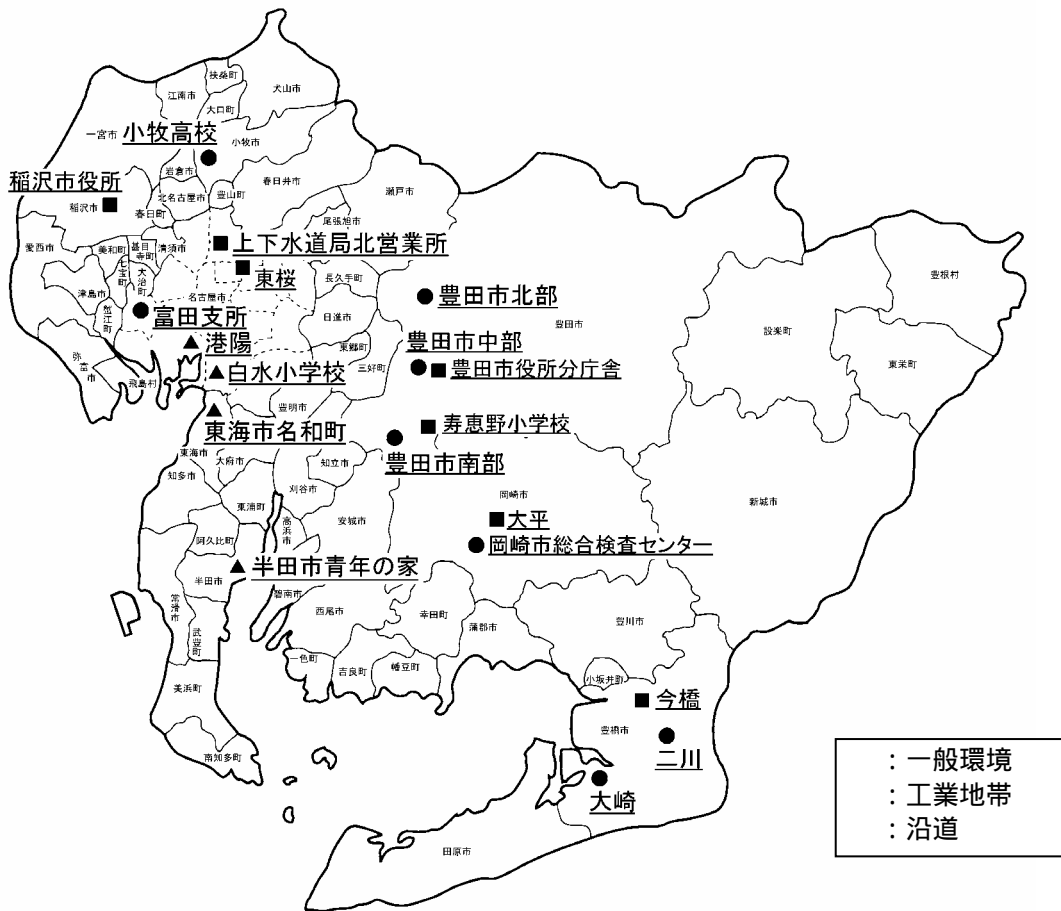 扶桑町
犬山市
江南市
大口町
一宮市
小牧高校
小牧市
岩倉市
春日井市
瀬戸市
稲沢市役所
北名古屋市
豊山町
稲沢市
春日町
尾張旭市
愛西市
美和町
甚目寺町
清須市
上下水道局北営業所
七宝町
大治町
東桜
長久手町
豊根村
津島市
名古屋市
豊田市北部
蟹江町
富田支所
日進市
豊田市
設楽町
港陽
東郷町
豊田市中部
弥富市
飛島村
白水小学校
三好町
豊田市役所分庁舎
東栄町
豊明市
東海市名和町
寿恵野小学校
東海市
大府市
知立市
豊田市南部
知多市
刈谷市
岡崎市
新城市
東浦町
高浜市
安城市
大平
阿久比町
岡崎市総合検査センター
半田市
半田市青年の家
碧南市
常滑市
武豊町
西尾市
幸田町
蒲郡市
豊川市
一色町
吉良町
幡豆町
小坂井町
美浜町
今橋
豊橋市
二川
南知多町
大崎
田原市
：一般環境
：工業地帯
：沿道